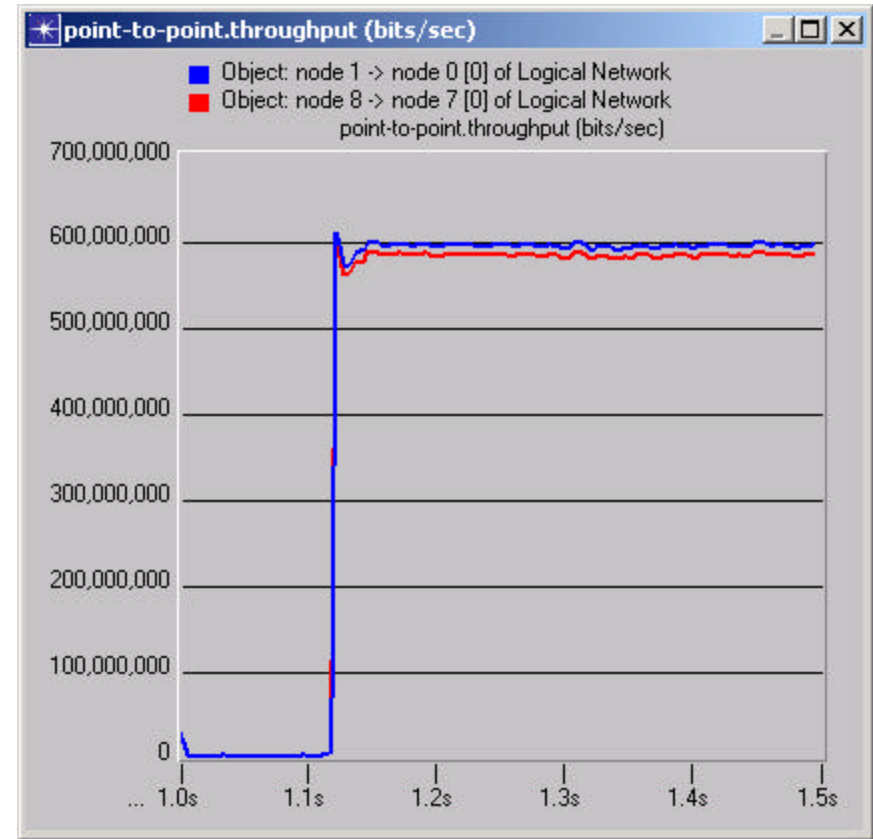 point-to-point.throughput (bits/sec)
Object: node 1 -> node 0 [0] of Logical Network
Object: node 8 -> node 7 [0] of Logical Network
point-to-point.throughput (bits/sec)
700,000,000
600,000,000
500,000,000
400,000,000
300,000,000
200,000,000
100,000,000
0
... 1.0s 1.1s 1.2s 1.3s 1.4s 1.5s